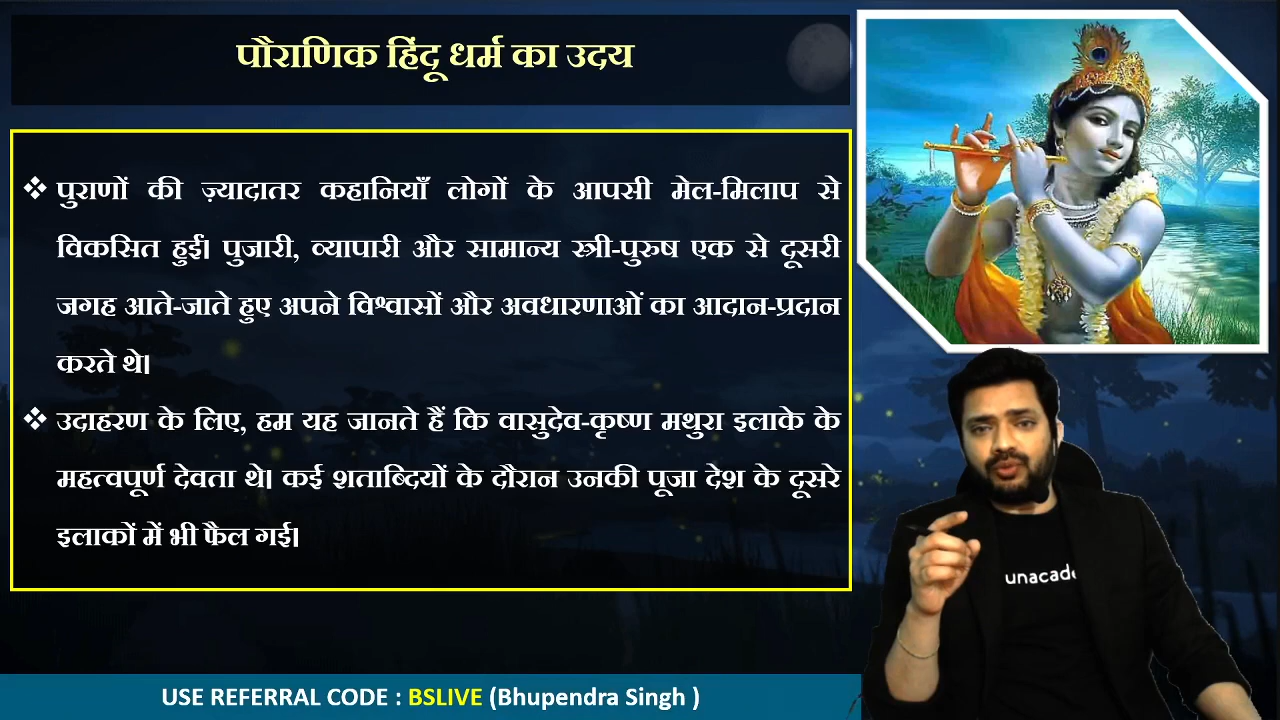 पौराणिक हिंदू धर्म का उदय
❖ पुराणों की ज़्यादातर कहानियाँ लोगों के आपसी मेल-मिलाप से
विकसित हुईं। पुजारी, व्यापारी और सामान्य स्त्री-पुरुष एक से दूसरी
जगह आते-जाते हुए अपने विश्वासों और अवधारणाओं का आदान-प्रदान
करते थे।
❖ उदाहरण के लिए, हम यह जानते हैं कि वासुदेव-कृष्ण मथुरा इलाके के
महत्वपूर्ण देवता थे। कई शताब्दियों के दौरान उनकी पूजा देश के दूसरे
इलाकों में भी फैल गई।
unacade
USE REFERRAL CODE : BSLIVE (Bhupendra Singh )